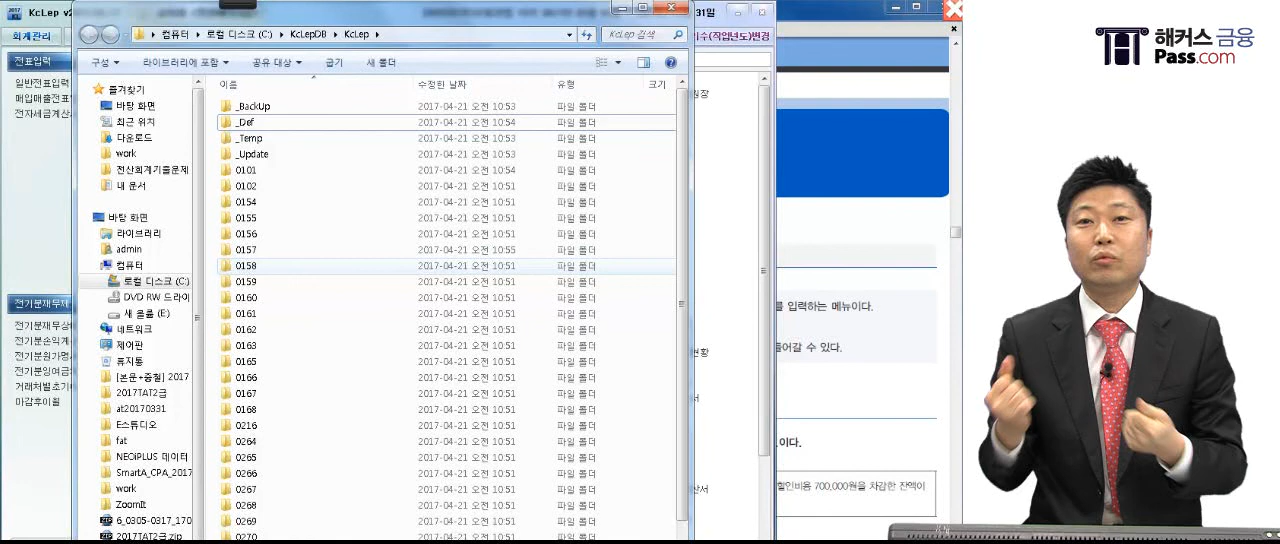 KcLep
31일
컴퓨터 ▸ 로컬 디스크 (C:) ▸ KcLepDB ▸ KcLep ▸
KcLep 검색
회계관리
(작업년도)변경
구성 라이브러리에 포함 공유 대상 굽기 새 폴더
전표입력
일반전표입력
매입매출전표
전자세금계산
전기분재무제
전기분재무상
전기분손익계
전기분원가명
전기분잉여금
거래처별초기
마감후이월
즐겨찾기
바탕 화면
최근 위치
다운로드
work
전산회계기출문제
내 문서
바탕 화면
라이브러리
admin
컴퓨터
로컬 디스크 (C:)
DVD RW 드라이
새 볼륨 (E:)
네트워크
제어판
휴지통
[본문+중철] 2017
2017TAT2급
at20170331
E스튜디오
fat
NEOiPLUS 데이터
SmartA_CPA_2017
work
ZoomIt
6_0305-0317_170
2017TAT2급.zip
이름 수정한 날짜 유형 크기
_BackUp 2017-04-21 오전 10:53 파일 폴더
_Def 2017-04-21 오전 10:54 파일 폴더
_Temp 2017-04-21 오전 10:53 파일 폴더
_Update 2017-04-21 오전 10:53 파일 폴더
0101 2017-04-21 오전 10:54 파일 폴더
0102 2017-04-21 오전 10:51 파일 폴더
0154 2017-04-21 오전 10:51 파일 폴더
0155 2017-04-21 오전 10:51 파일 폴더
0156 2017-04-21 오전 10:51 파일 폴더
0157 2017-04-21 오전 10:55 파일 폴더
0158 2017-04-21 오전 10:51 파일 폴더
0159 2017-04-21 오전 10:51 파일 폴더
0160 2017-04-21 오전 10:51 파일 폴더
0161 2017-04-21 오전 10:51 파일 폴더
0162 2017-04-21 오전 10:51 파일 폴더
0163 2017-04-21 오전 10:51 파일 폴더
0165 2017-04-21 오전 10:51 파일 폴더
0166 2017-04-21 오전 10:51 파일 폴더
0167 2017-04-21 오전 10:51 파일 폴더
0168 2017-04-21 오전 10:51 파일 폴더
0216 2017-04-21 오전 10:51 파일 폴더
0264 2017-04-21 오전 10:51 파일 폴더
0265 2017-04-21 오전 10:51 파일 폴더
0266 2017-04-21 오전 10:51 파일 폴더
0267 2017-04-21 오전 10:51 파일 폴더
0268 2017-04-21 오전 10:51 파일 폴더
0269 2017-04-21 오전 10:51 파일 폴더
0270 2017-04-21 오전 10:51 파일 폴더
원장
현황
산서
를 입력하는 메뉴이다.
들어갈 수 있다.
이다.
할인비용 700,000원을 차감한 잔액이
해커스 금융
Pass.com